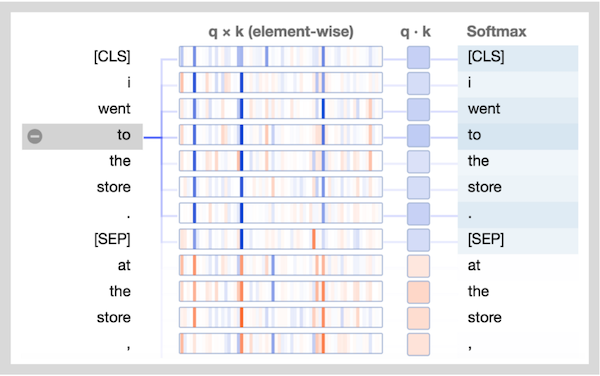 q × k (element-wise) q · k Softmax
[CLS] [CLS]
i i
went went
to to
the the
store store
. .
[SEP] [SEP]
at at
the the
store store
, ,